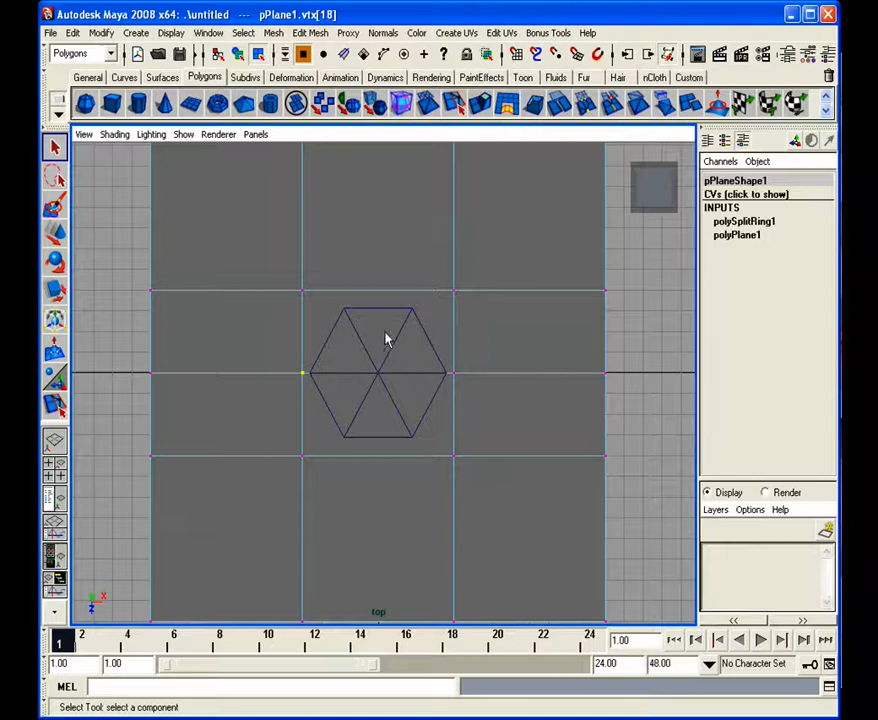 Autodesk Maya 2008 x64: .\untitled --- pPlane1.vtx[18]
File Edit Modify Create Display Window Select Mesh Edit Mesh Proxy Normals Color Create UVs Edit UVs Bonus Tools Help
Polygons
General Curves Surfaces Polygons Subdivs Deformation Animation Dynamics Rendering PaintEffects Toon Fluids Fur Hair nCloth Custom
View Shading Lighting Show Renderer Panels
Channels Object
pPlaneShape1
CVs (click to show)
INPUTS
polySplitRing1
polyPlane1
Display Render
Layers Options Help
x
z
top
<< >>
1 2 4 6 8 10 12 14 16 18 20 22 24 1.00
1.00 1.00 24.00 48.00 No Character Set
MEL
Select Tool: select a component